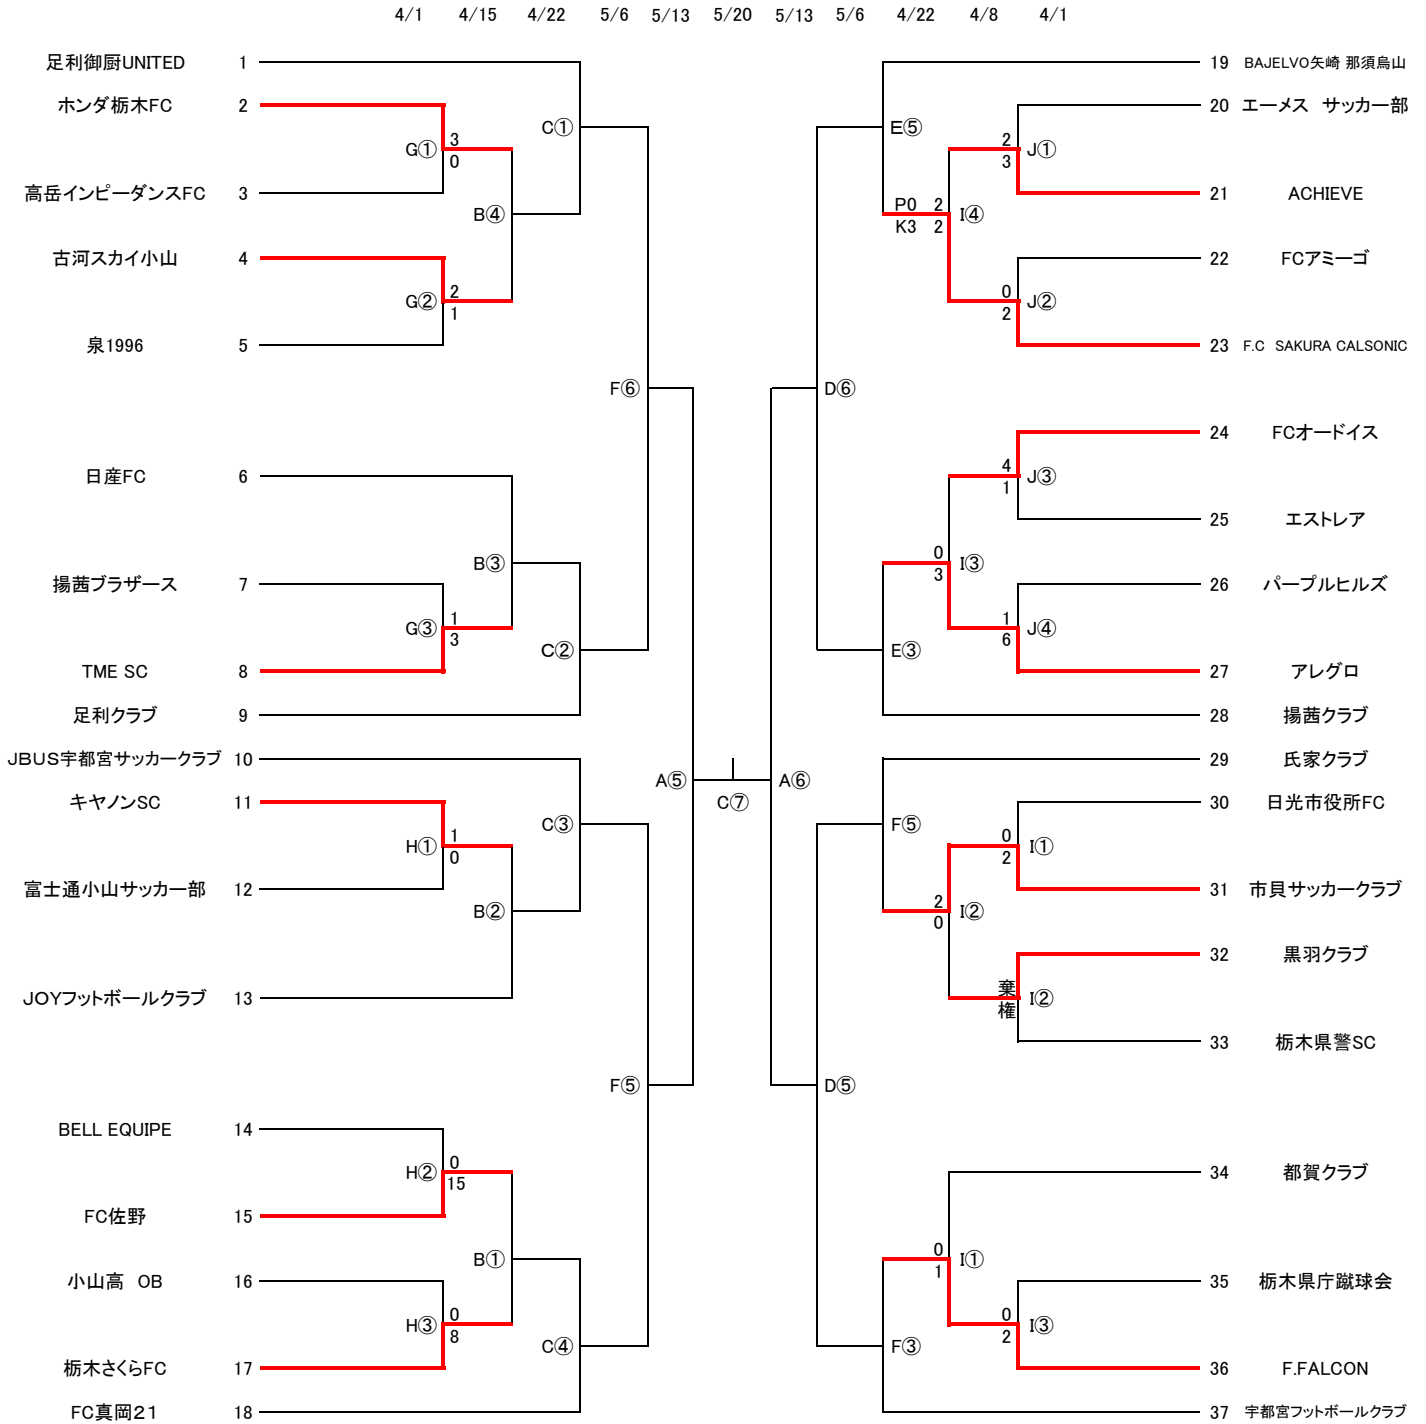 4/1 4/15 4/22 5/6 5/13 5/20 5/13 5/6 4/22 4/8 4/1
足利御厨UNITED 1
ホンダ栃木FC 2
高岳インピーダンスFC 3
古河スカイ小山 4
泉1996 5
日産FC 6
揚茜ブラザース 7
TME SC 8
足利クラブ 9
JBUS宇都宮サッカークラブ 10
キヤノンSC 11
富士通小山サッカー部 12
JOYフットボールクラブ 13
BELL EQUIPE 14
FC佐野 15
小山高 OB 16
栃木さくらFC 17
FC真岡21 18
G① 3
0
G② 2
1
G③ 1
3
H① 1
0
H② 0
15
H③ 0
8
B④
B③
B②
B①
C①
C②
C③
C④
F⑥
F⑤
A⑤
C⑦
A⑥
D⑥
D⑤
E⑤
E③
F⑤
F③
P0 2 I④
K3 2
0 I③
3
2 I②
0
0 I①
1
2 J①
3
0 J②
2
4 J③
1
1 J④
6
0 I①
2
棄権 I②
0 I③
2
19 BAJELVO矢崎 那須烏山
20 エーメス サッカー部
21 ACHIEVE
22 FCアミーゴ
23 F.C SAKURA CALSONIC
24 FCオードイス
25 エストレア
26 パープルヒルズ
27 アレグロ
28 揚茜クラブ
29 氏家クラブ
30 日光市役所FC
31 市貝サッカークラブ
32 黒羽クラブ
33 栃木県警SC
34 都賀クラブ
35 栃木県庁蹴球会
36 F.FALCON
37 宇都宮フットボールクラブ